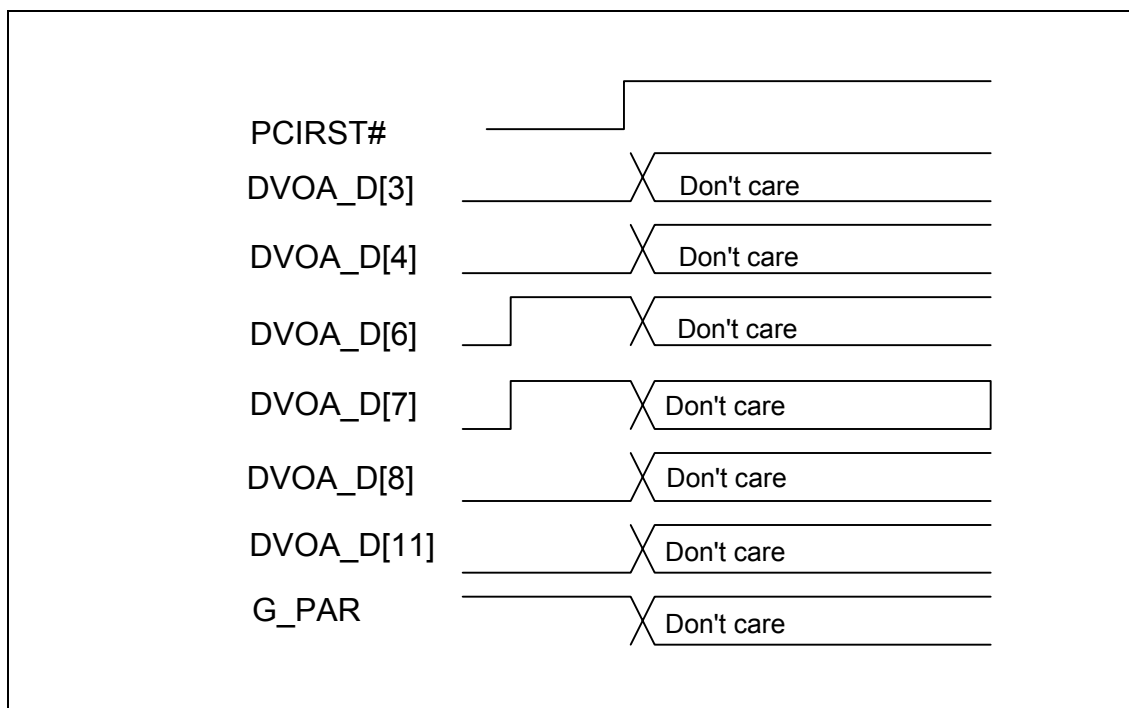 PCIRST#
DVOA_D[3] Don't care
DVOA_D[4] Don't care
DVOA_D[6] Don't care
DVOA_D[7] Don't care
DVOA_D[8] Don't care
DVOA_D[11] Don't care
G_PAR Don't care